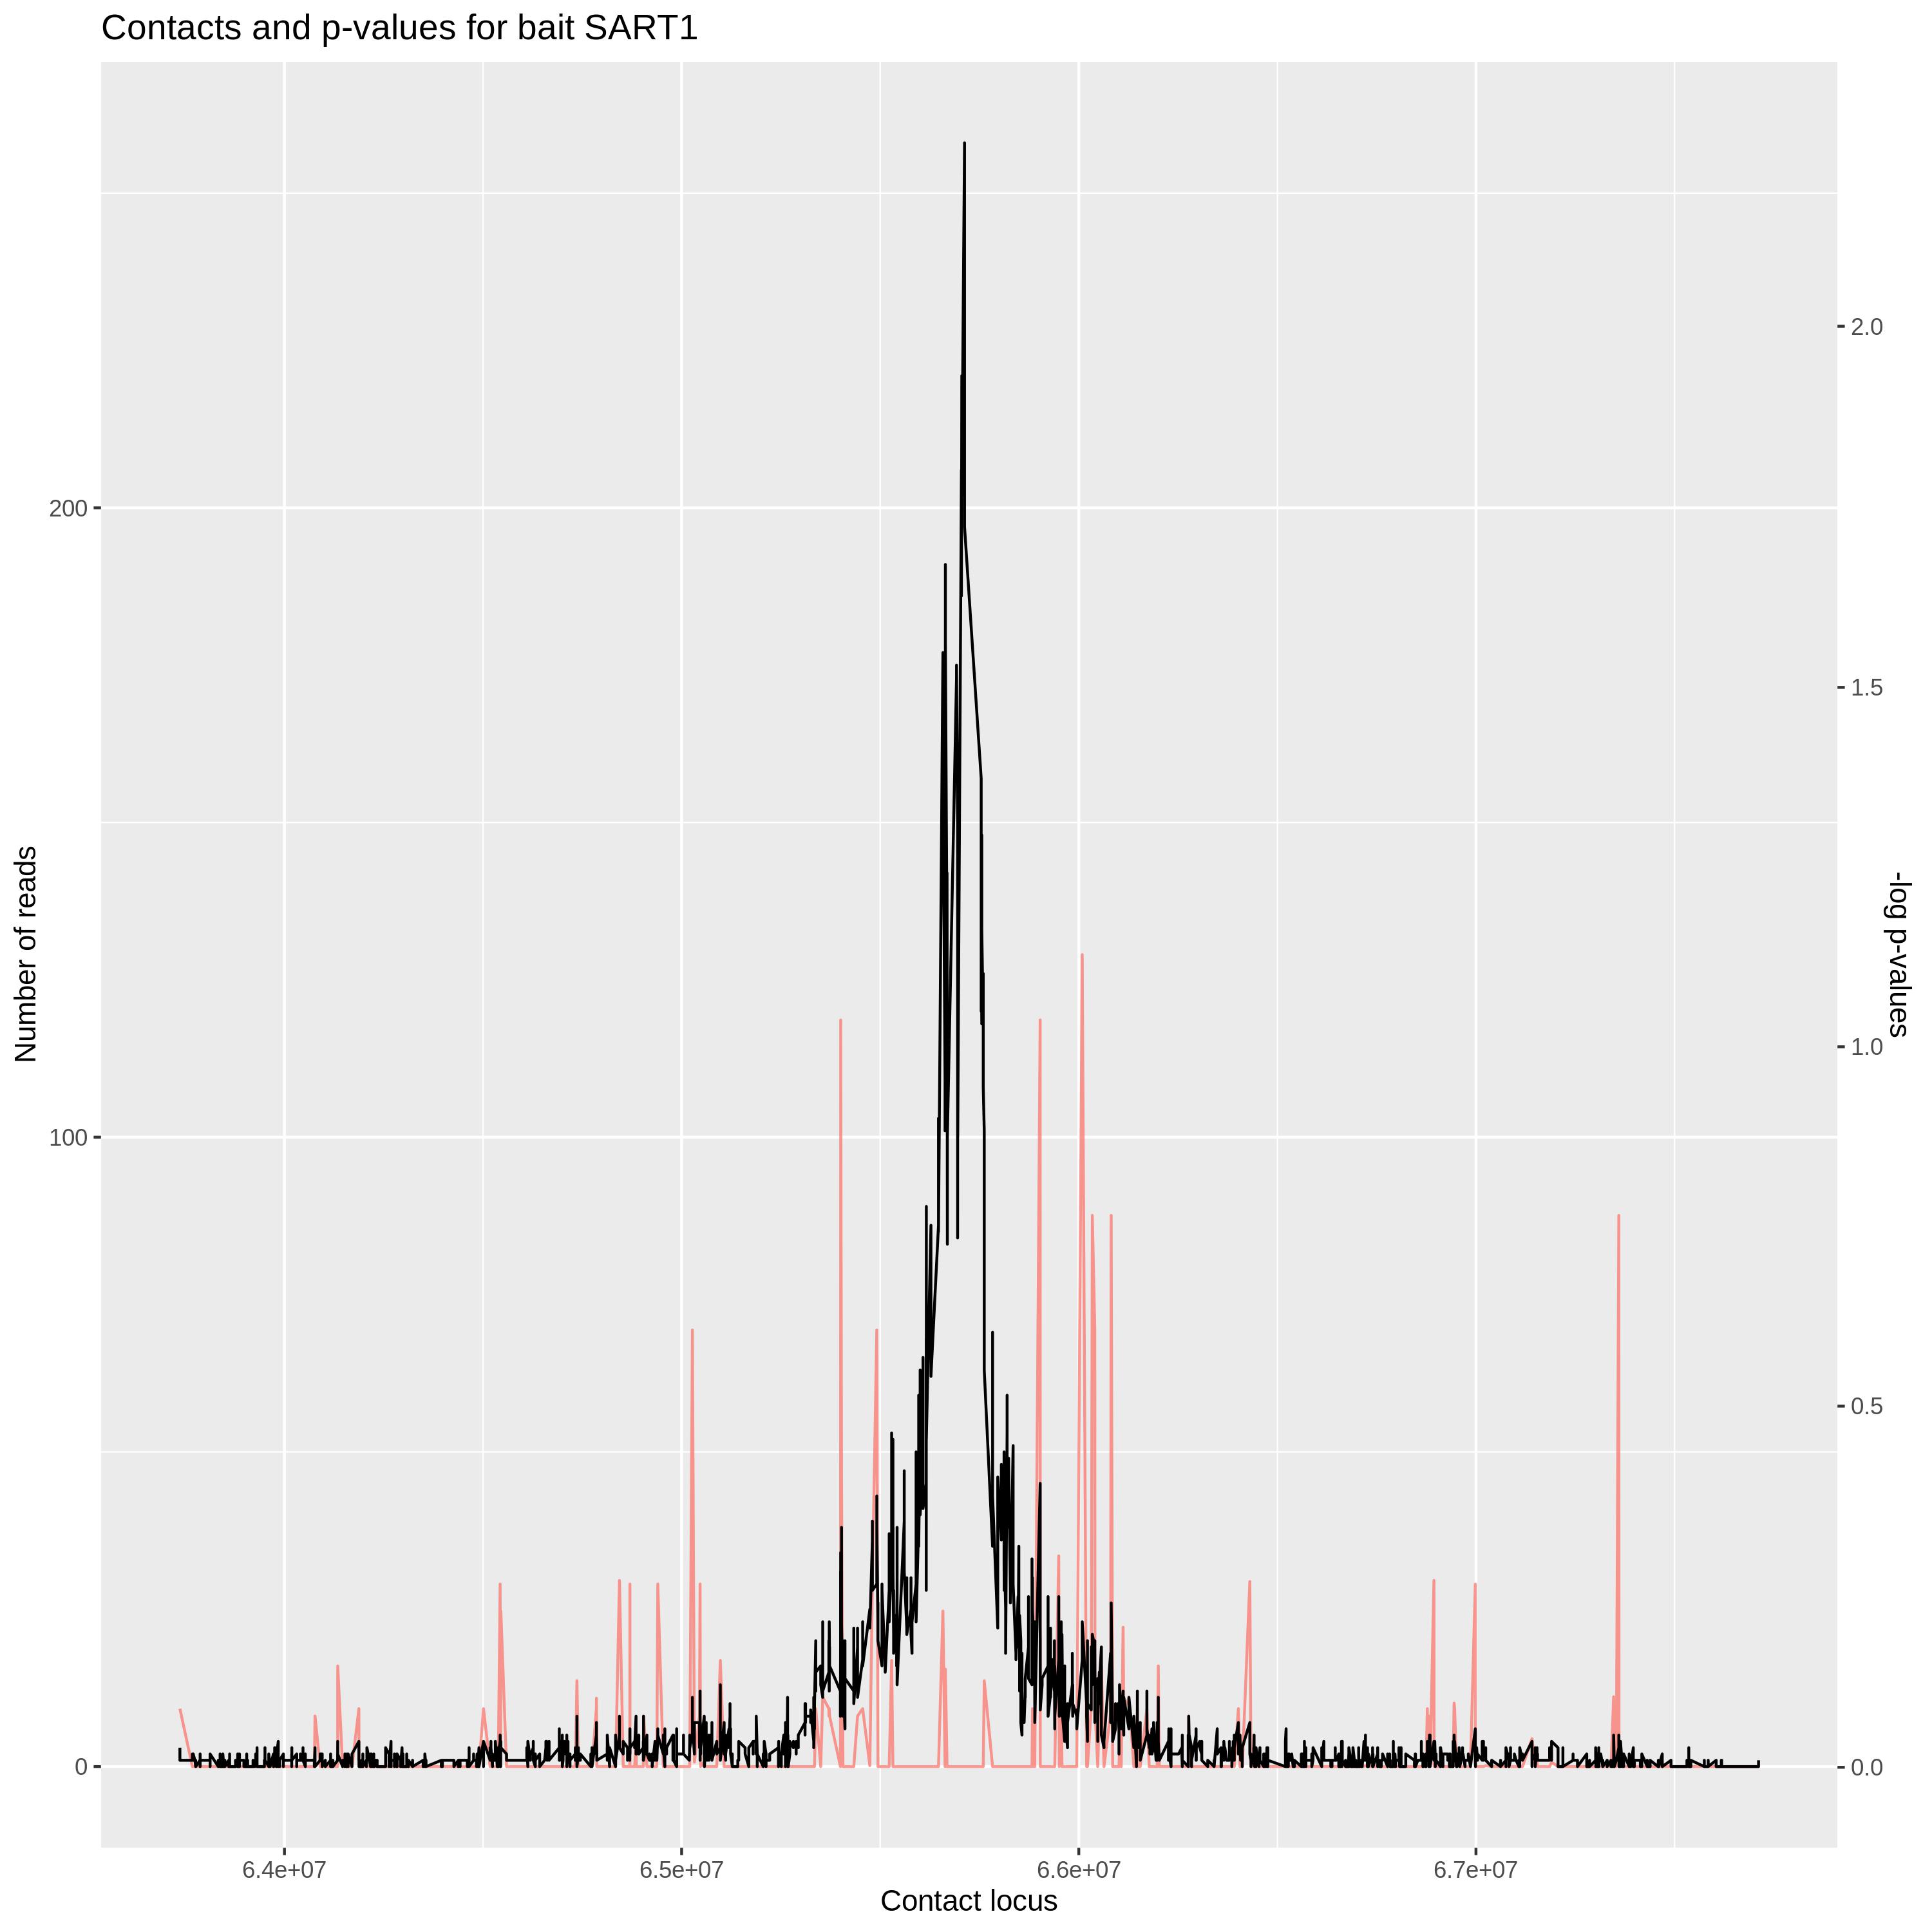 Contacts and p-values for bait SART1
200
100
0
Number of reads
2.0
1.5
1.0
0.5
0.0
-log p-values
6.4e+07
6.5e+07
6.6e+07
6.7e+07
Contact locus